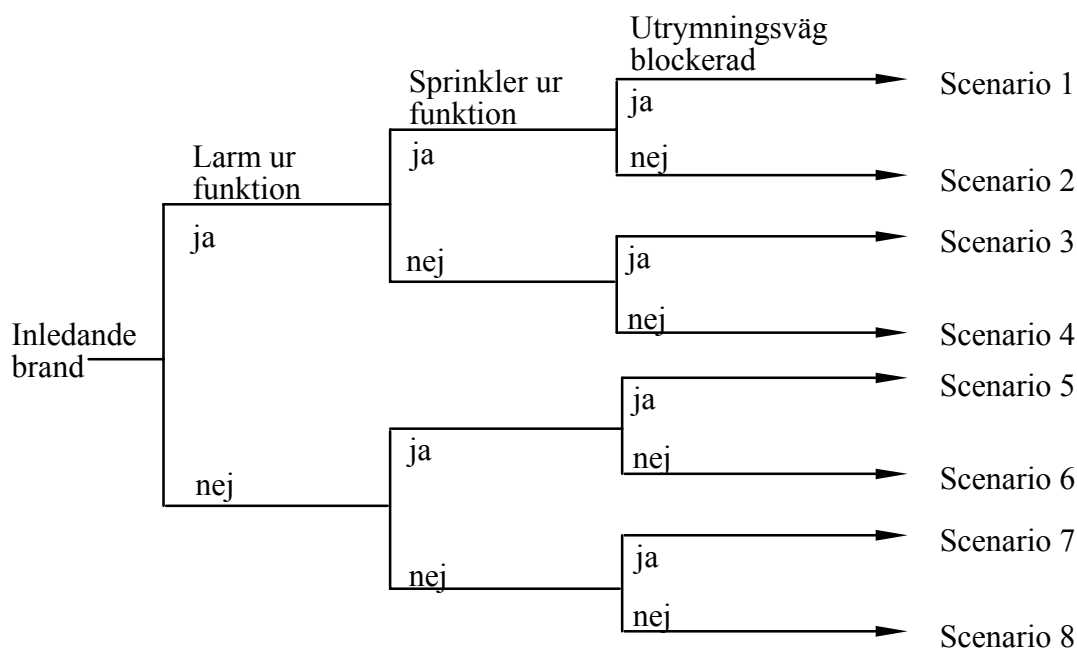 Utrymningsväg
blockerad
Scenario 1
Sprinkler ur
funktion
ja
ja
nej
Larm ur
funktion
Scenario 2
ja
Scenario 3
nej
ja
nej
Inledande
brand
Scenario 4
Scenario 5
ja
ja
nej
nej
Scenario 6
Scenario 7
ja
nej
nej
Scenario 8